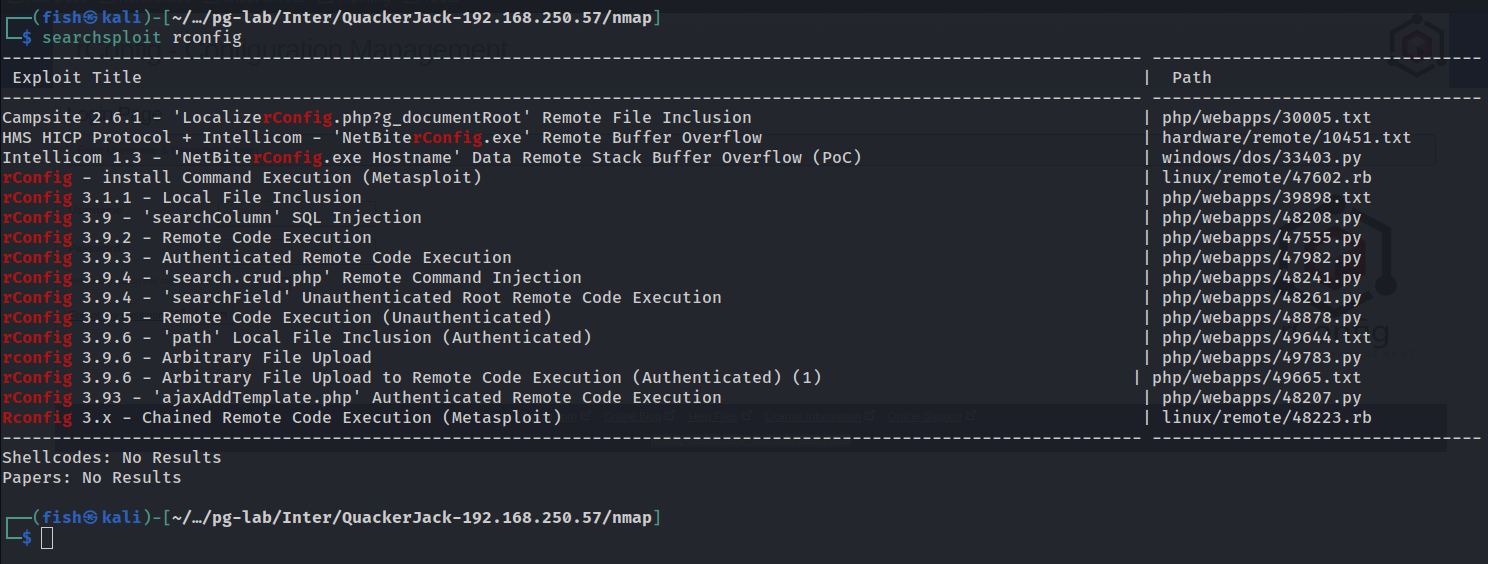 ┌──(fish㉿kali)-[~/…/pg-lab/Inter/QuackerJack-192.168.250.57/nmap]
└─$ searchsploit rconfig
---------------------------------------------------------------------------------------------------------------- ---------------------------------
 Exploit Title | Path
---------------------------------------------------------------------------------------------------------------- ---------------------------------
Campsite 2.6.1 - 'LocalizerConfig.php?g_documentRoot' Remote File Inclusion | php/webapps/30005.txt
HMS HICP Protocol + Intellicom - 'NetBiterConfig.exe' Remote Buffer Overflow | hardware/remote/10451.txt
Intellicom 1.3 - 'NetBiterConfig.exe Hostname' Data Remote Stack Buffer Overflow (PoC) | windows/dos/33403.py
rConfig - install Command Execution (Metasploit) | linux/remote/47602.rb
rConfig 3.1.1 - Local File Inclusion | php/webapps/39898.txt
rConfig 3.9 - 'searchColumn' SQL Injection | php/webapps/48208.py
rConfig 3.9.2 - Remote Code Execution | php/webapps/47555.py
rConfig 3.9.3 - Authenticated Remote Code Execution | php/webapps/47982.py
rConfig 3.9.4 - 'search.crud.php' Remote Command Injection | php/webapps/48241.py
rConfig 3.9.4 - 'searchField' Unauthenticated Root Remote Code Execution | php/webapps/48261.py
rConfig 3.9.5 - Remote Code Execution (Unauthenticated) | php/webapps/48878.py
rConfig 3.9.6 - 'path' Local File Inclusion (Authenticated) | php/webapps/49644.txt
rconfig 3.9.6 - Arbitrary File Upload | php/webapps/49783.py
rConfig 3.9.6 - Arbitrary File Upload to Remote Code Execution (Authenticated) (1) | php/webapps/49665.txt
rConfig 3.93 - 'ajaxAddTemplate.php' Authenticated Remote Code Execution | php/webapps/48207.py
Rconfig 3.x - Chained Remote Code Execution (Metasploit) | linux/remote/48223.rb
---------------------------------------------------------------------------------------------------------------- ---------------------------------
Shellcodes: No Results
Papers: No Results
┌──(fish㉿kali)-[~/…/pg-lab/Inter/QuackerJack-192.168.250.57/nmap]
└─$